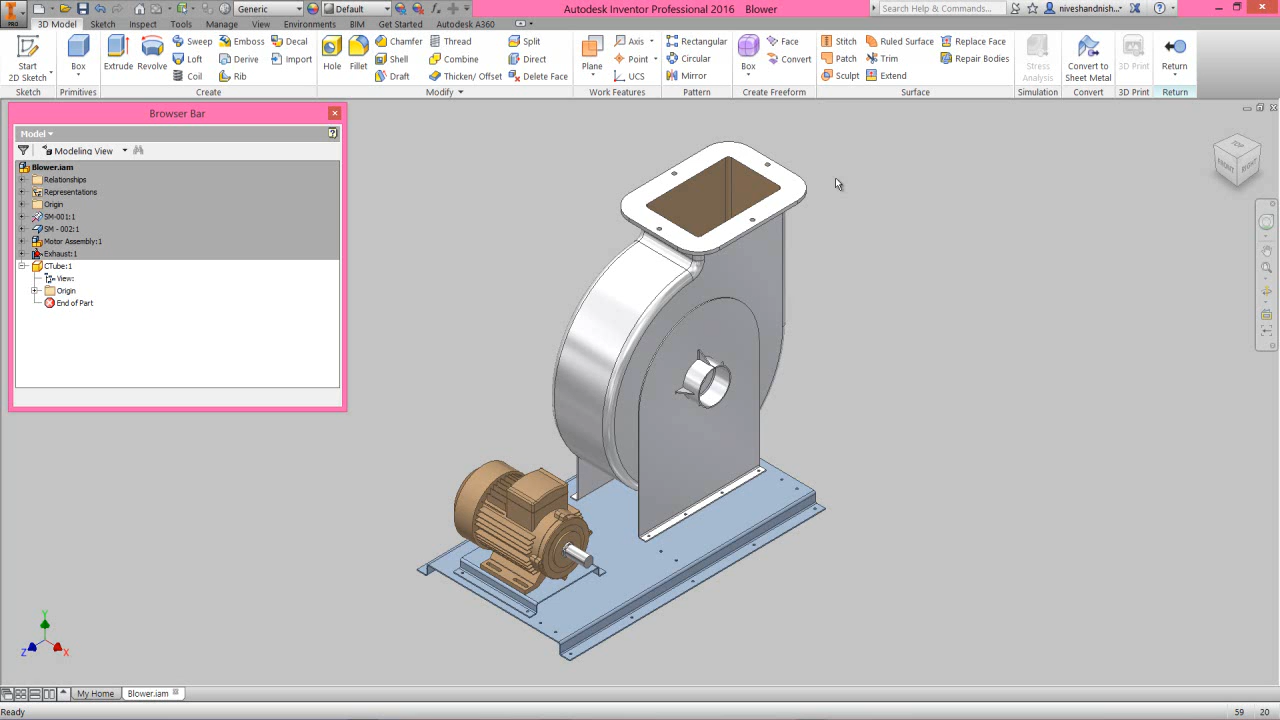 PRO
Generic
Default
Autodesk Inventor Professional 2016 Blower
Search Help & Commands...
niveshandnish...
3D Model Sketch Inspect Tools Manage View Environments BIM Get Started Autodesk A360
Start
2D Sketch
Box
Extrude
Revolve
Sweep
Loft
Coil
Emboss
Derive
Rib
Decal
Import
Hole
Fillet
Chamfer
Shell
Draft
Thread
Combine
Thicken/ Offset
Split
Direct
Delete Face
Plane
Axis
Point
UCS
Rectangular
Circular
Mirror
Box
Face
Convert
Stitch
Patch
Sculpt
Ruled Surface
Trim
Extend
Replace Face
Repair Bodies
Stress
Analysis
Convert to
Sheet Metal
3D Print
Return
Sketch Primitives Create Modify Work Features Pattern Create Freeform Surface Simulation Convert 3D Print Return
Browser Bar
Model
Modeling View
Blower.iam
Relationships
Representations
Origin
SM-001:1
SM - 002:1
Motor Assembly:1
Exhaust:1
CTube:1
View:
Origin
End of Part
TOP
FRONT
RIGHT
Y
Z
X
My Home
Blower.iam
Ready
59 20